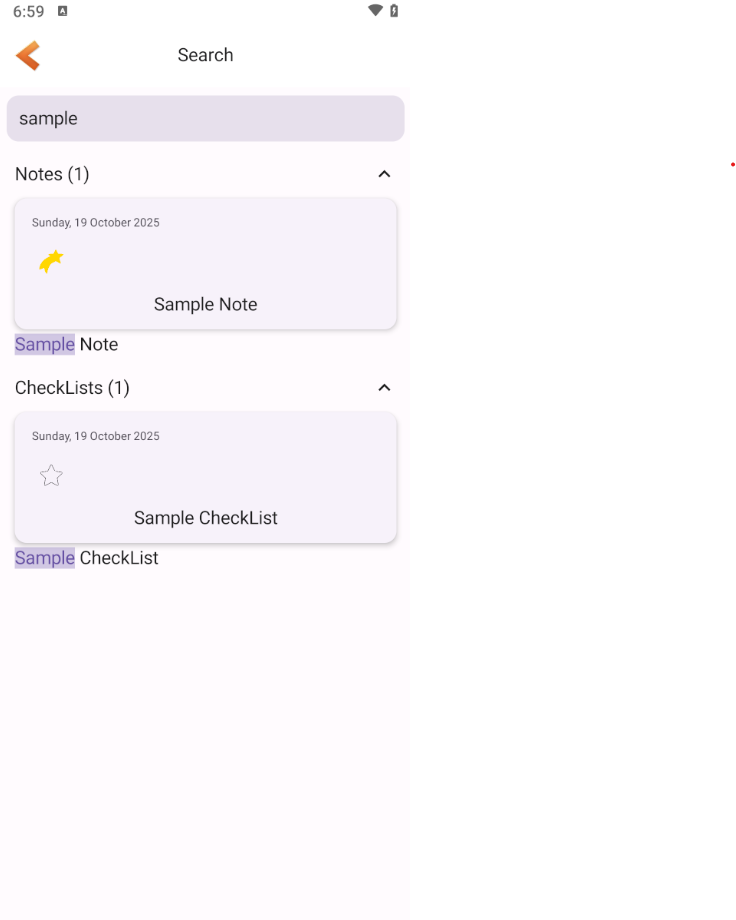 6:59
Search
sample
Notes (1)
Sunday, 19 October 2025
Sample Note
Sample Note
CheckLists (1)
Sunday, 19 October 2025
Sample CheckList
Sample CheckList